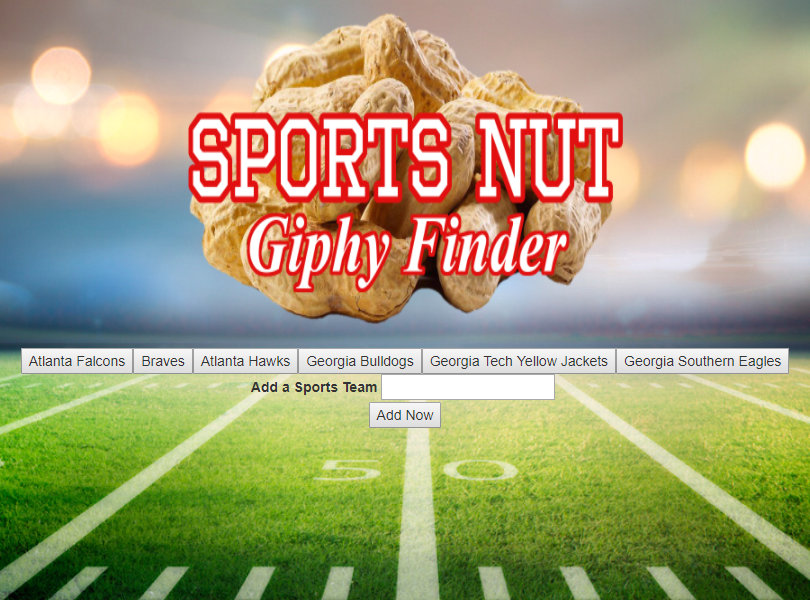 SPORTS NUT
Giphy Finder
Atlanta Falcons Braves Atlanta Hawks Georgia Bulldogs Georgia Tech Yellow Jackets Georgia Southern Eagles
Add a Sports Team
Add Now
50